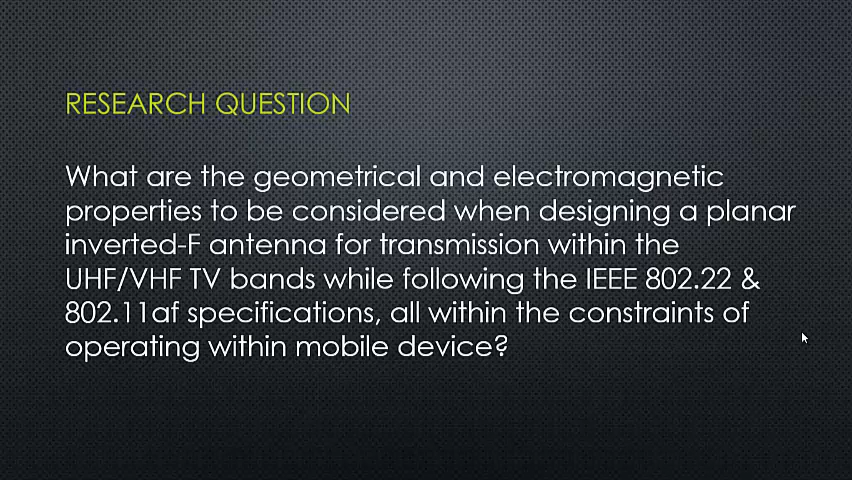 RESEARCH QUESTION
What are the geometrical and electromagnetic
properties to be considered when designing a planar
inverted-F antenna for transmission within the
UHF/VHF TV bands while following the IEEE 802.22 &
802.11af specifications, all within the constraints of
operating within mobile device?